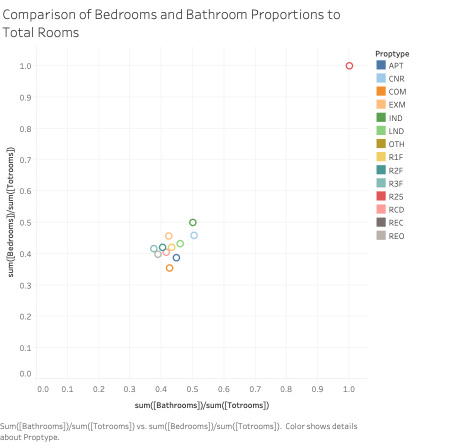 Comparison of Bedrooms and Bathroom Proportions to
Total Rooms
Proptype
APT
CNR
COM
EXM
IND
LND
OTH
R1F
R2F
R3F
R25
RCD
REC
REO
sum([Bedrooms])/sum([Totrooms])
1.0
0.9
0.8
0.7
0.6
0.5
0.4
0.3
0.2
0.1
0.0
0.0 0.1 0.2 0.3 0.4 0.5 0.6 0.7 0.8 0.9 1.0
sum([Bathrooms])/sum([Totrooms])
Sum([Bathrooms])/sum([Totrooms]) vs. sum([Bedrooms])/sum([Totrooms]). Color shows details
about Proptype.